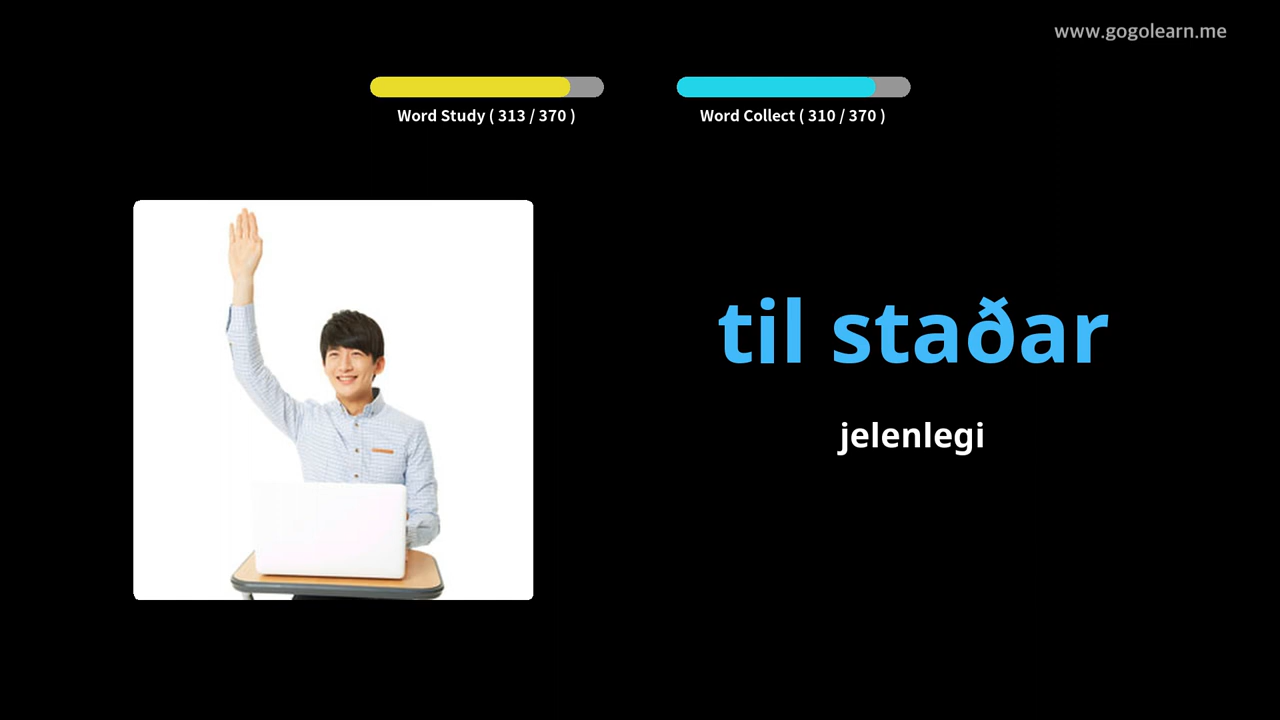 www.gogolearn.me
Word Study ( 313 / 370 )
Word Collect ( 310 / 370 )
til staðar
jelenlegi